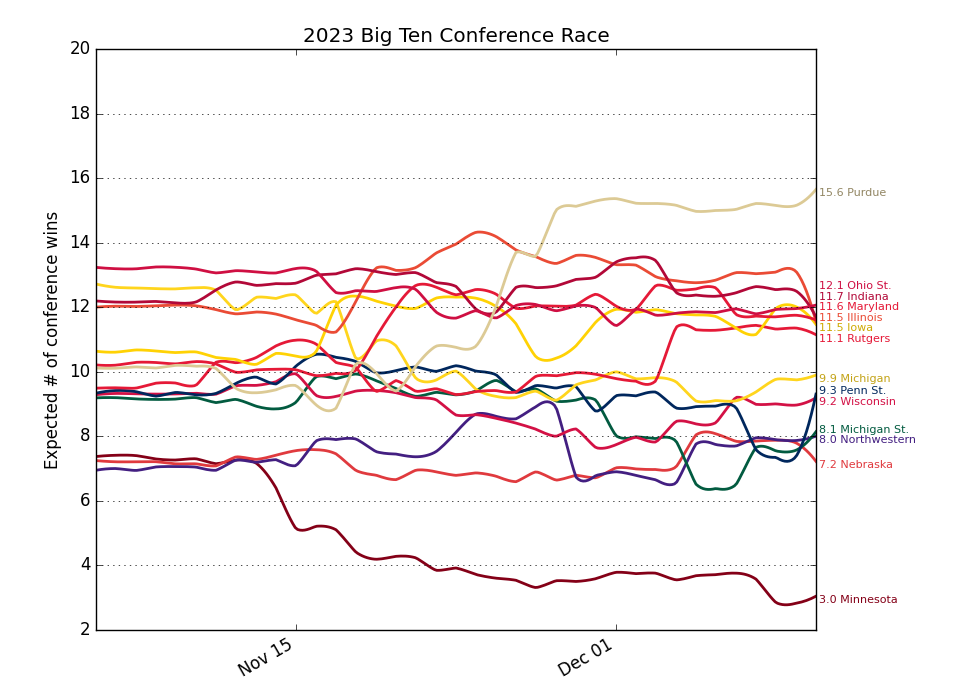 2023 Big Ten Conference Race
Expected # of conference wins
20
18
16
14
12
10
8
6
4
2
Nov 15
Dec 01
15.6 Purdue
12.1 Ohio St.
11.7 Indiana
11.6 Maryland
11.5 Illinois
11.5 Iowa
11.1 Rutgers
9.9 Michigan
9.3 Penn St.
9.2 Wisconsin
8.1 Michigan St.
8.0 Northwestern
7.2 Nebraska
3.0 Minnesota